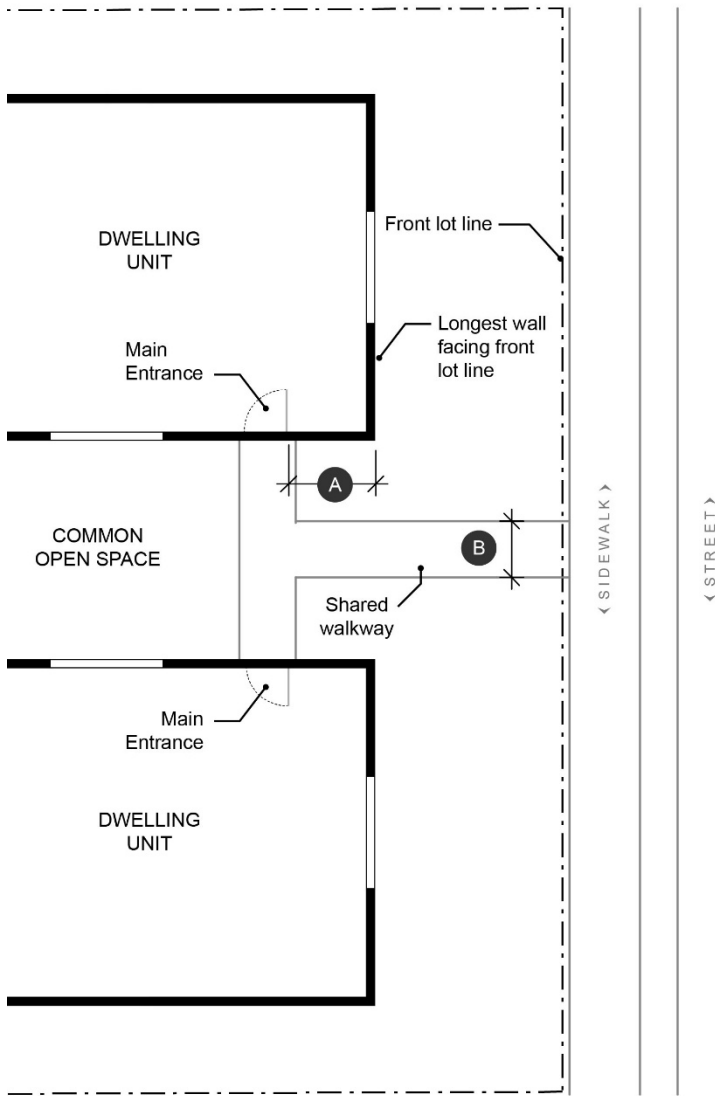 DWELLING
UNIT
Front lot line
Longest wall
facing front
lot line
Main
Entrance
A
COMMON
OPEN SPACE
B
Shared
walkway
< SIDEWALK >
< STREET >
Main
Entrance
DWELLING
UNIT